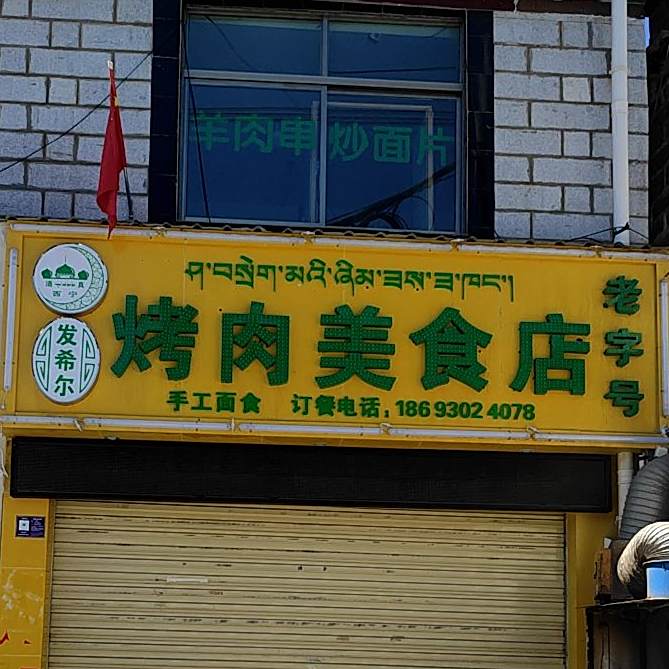 羊肉串 炒面片
清真
西宁
发希尔
ཤ་བསྲེག་མའི་ཞིམ་ཟས་ཟ་ཁང་།
烤肉美食店
老字号
手工面食 订餐电话:186 9302 4078